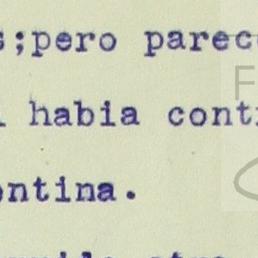 ;pero parec
habia cont
ntina.